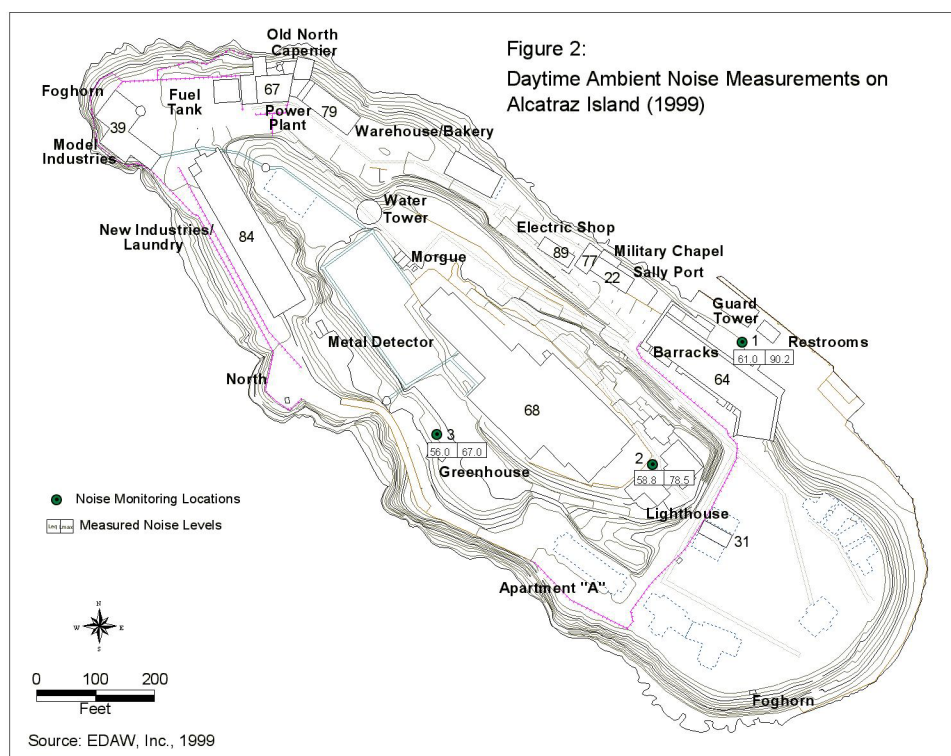 Figure 2:
Daytime Ambient Noise Measurements on
Alcatraz Island (1999)
Old North
Capenier
Foghorn
Fuel
Tank
67
Power
Plant
79
Warehouse/Bakery
39
Model
Industries
Water
Tower
New Industries/
Laundry
84
Electric Shop
89
77
Military Chapel
22
Sally Port
Morgue
Guard
Tower
1
Restrooms
61.0 90.2
Metal Detector
Barracks
64
North
68
3
56.0 67.0
Greenhouse
2
58.8 78.5
Lighthouse
31
Noise Monitoring Locations
Leq Lmax Measured Noise Levels
Apartment "A"
N
W E
S
0 100 200
Feet
Foghorn
Source: EDAW, Inc., 1999